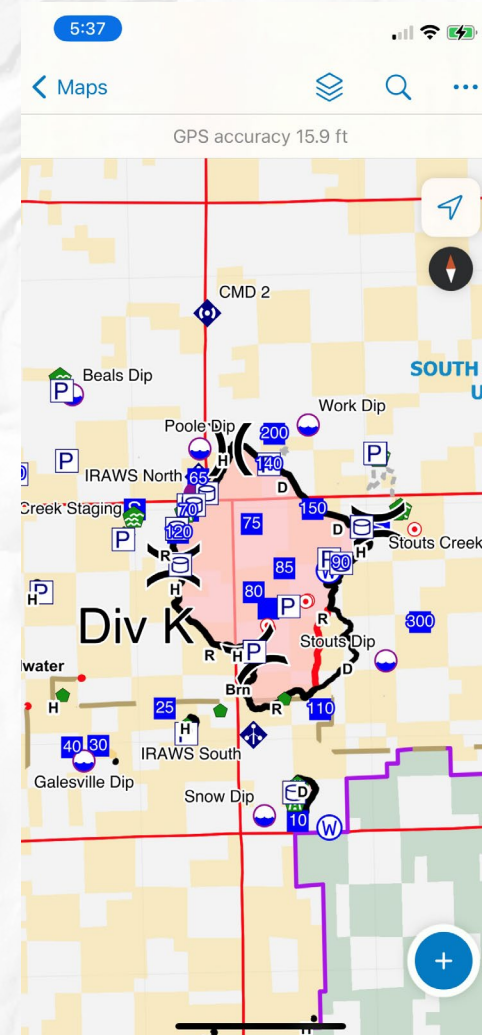 5:37
Maps
GPS accuracy 15.9 ft
CMD 2
SOUTH
U
Beals Dip
P
Work Dip
Poole Dip
200
P
P
H
140
IRAWS North
65
D
Creek Staging
70
75
150
120
P
D
Stouts Creek
R
H
P
90
85
W
P
H
H
80
P
R
300
Div K
Stouts Dip
R
H
P
lwater
D
Brn
H
R
25
110
H
40
30
IRAWS South
Galesville Dip
Snow Dip
D
10
W